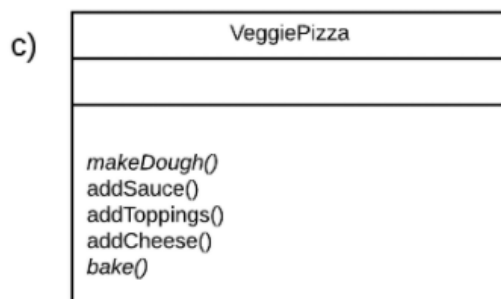 c)
VeggiePizza
makeDough()
addSauce()
addToppings()
addCheese()
bake()